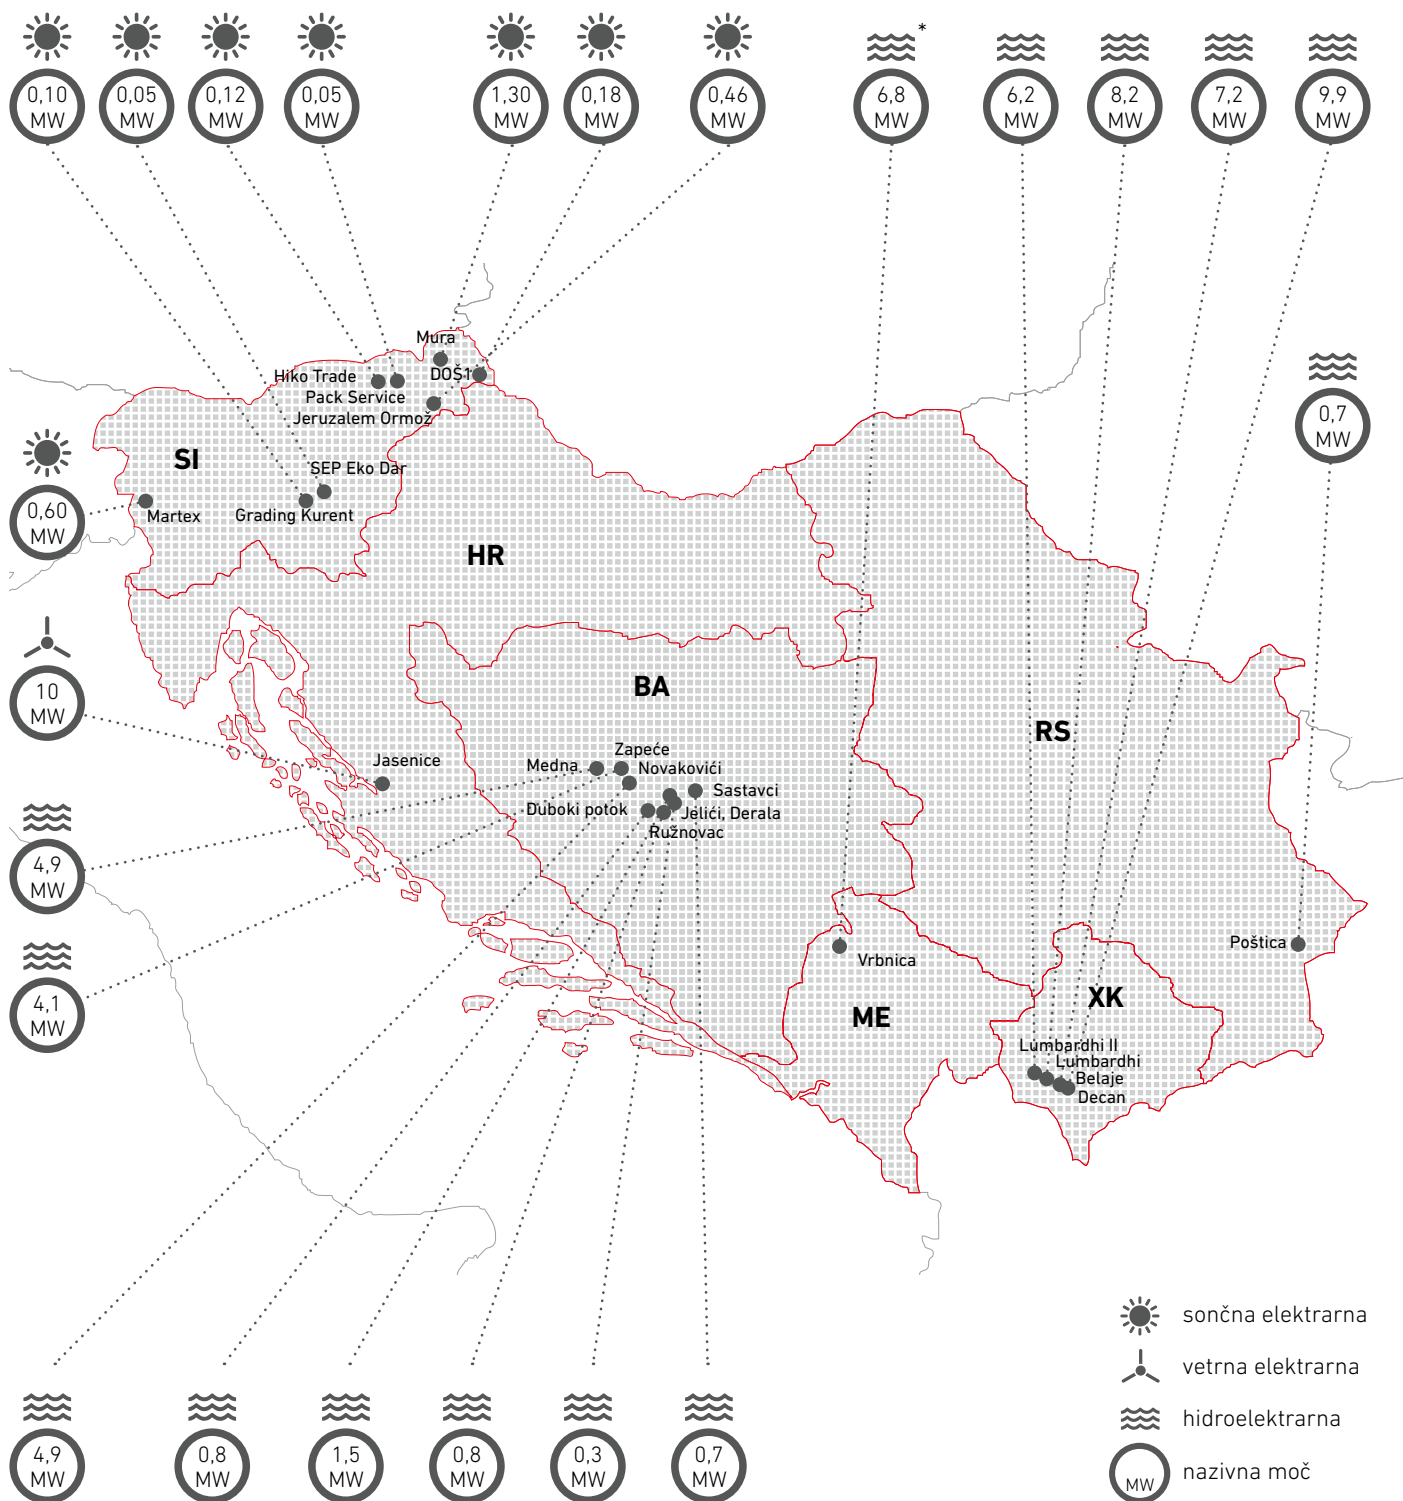 *
0,10
MW
0,05
MW
0,12
MW
0,05
MW
1,30
MW
0,18
MW
0,46
MW
6,8
MW
6,2
MW
8,2
MW
7,2
MW
9,9
MW
Mura
Hiko Trade
DOŠ1
Pack Service
Jeruzalem Ormož
0,7
MW
SI
SEP Eko Dar
0,60
MW
Martex
Grading Kurent
HR
10
MW
BA
RS
Jasenice
Zapeće
Medna
Novakovići
Sastavci
Duboki potok
Jelići, Derala
Ružnovac
4,9
MW
4,1
MW
Poštica
Vrbnica
XK
ME
Lumbardhi II
Lumbardhi
Belaje
Decan
sončna elektrarna
vetrna elektrarna
hidroelektrarna
MW
nazivna moč
4,9
MW
0,8
MW
1,5
MW
0,8
MW
0,3
MW
0,7
MW